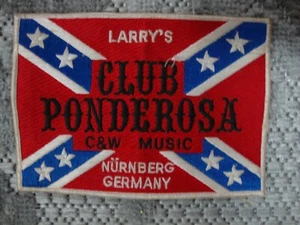 LARRY'S
CLUB
PONDEROSA
C&W MUSIC
NÜRNBERG
GERMANY